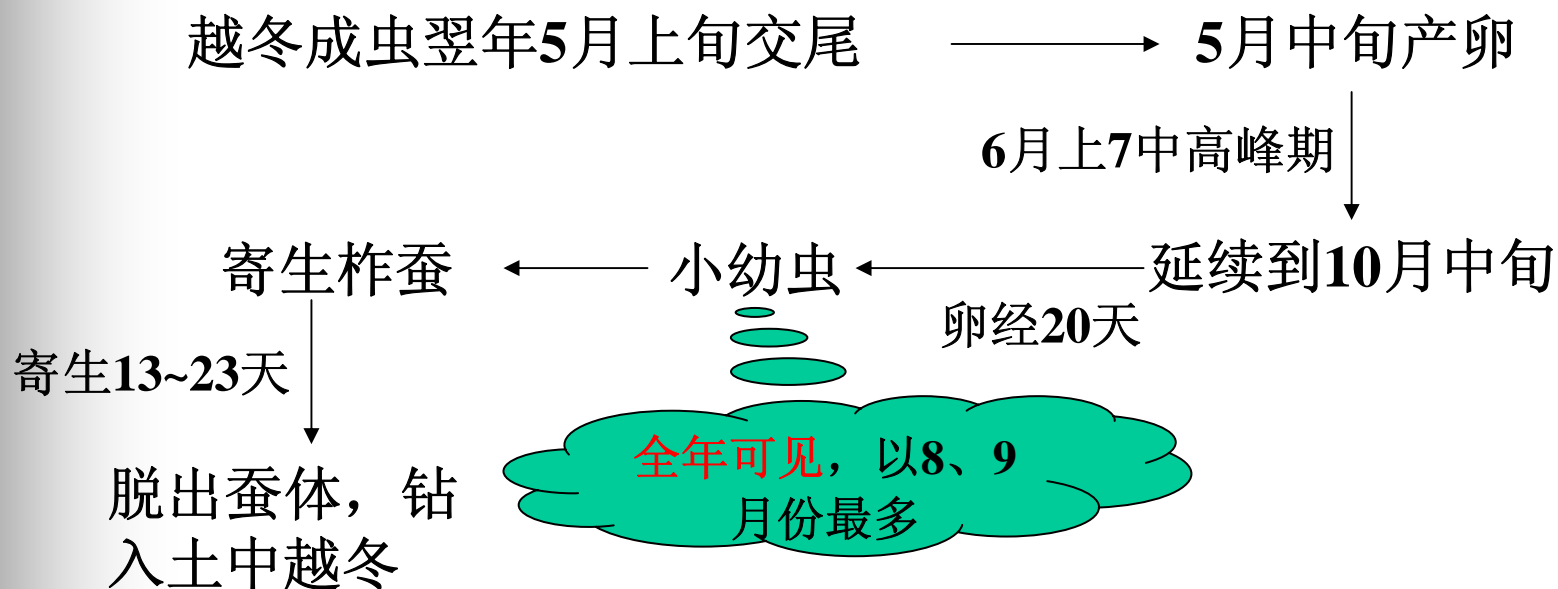 越冬成虫翌年5月上旬交尾
5月中旬产卵
6月上7中高峰期
延续到10月中旬
卵经20天
小幼虫
全年可见，以8、9
月份最多
寄生柞蚕
寄生13~23天
脱出蚕体，钻
入土中越冬